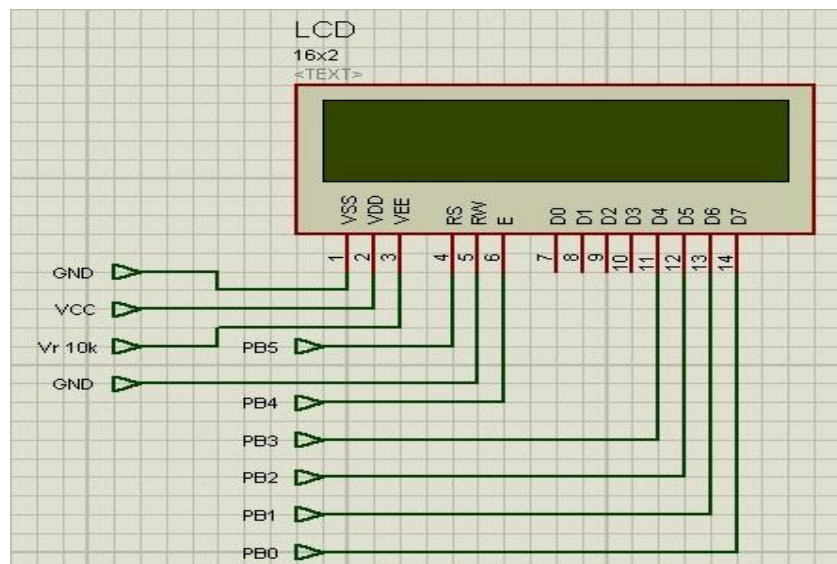 LCD
16x2
<TEXT>
VSS VDD VEE RS RW E D0 D1 D2 D3 D4 D5 D6 D7
1 2 3 4 5 6 7 8 9 10 11 12 13 14
GND
VCC
Vr 10k
PB5
GND
PB4
PB3
PB2
PB1
PB0